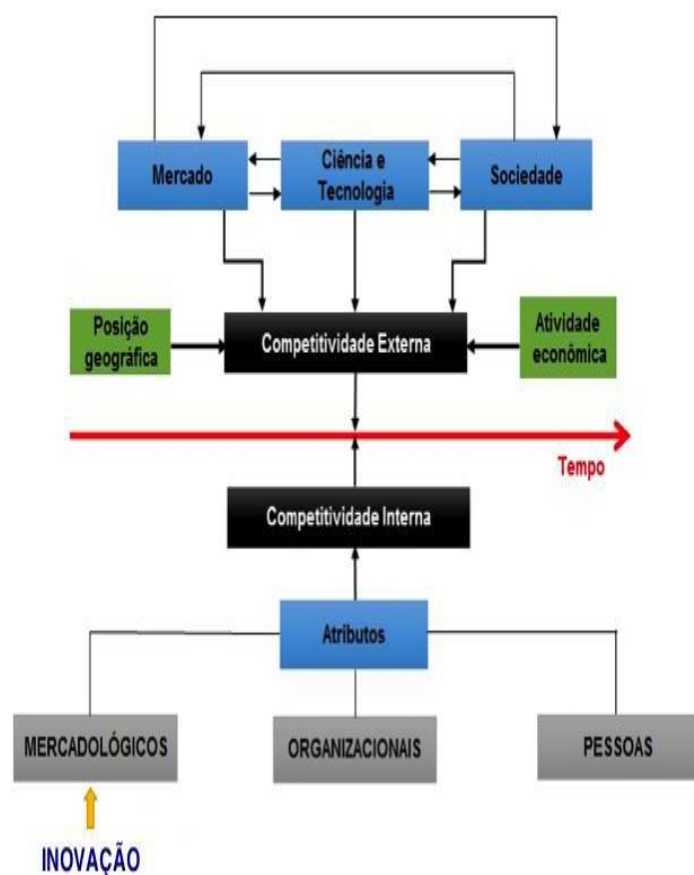 Mercado
Ciência e
Tecnologia
Sociedade
Posição
geográfica
Competitividade Externa
Atividade
econômica
Tempo
Competitividade Interna
Atributos
MERCADOLÓGICOS
ORGANIZACIONAIS
PESSOAS
INOVAÇÃO